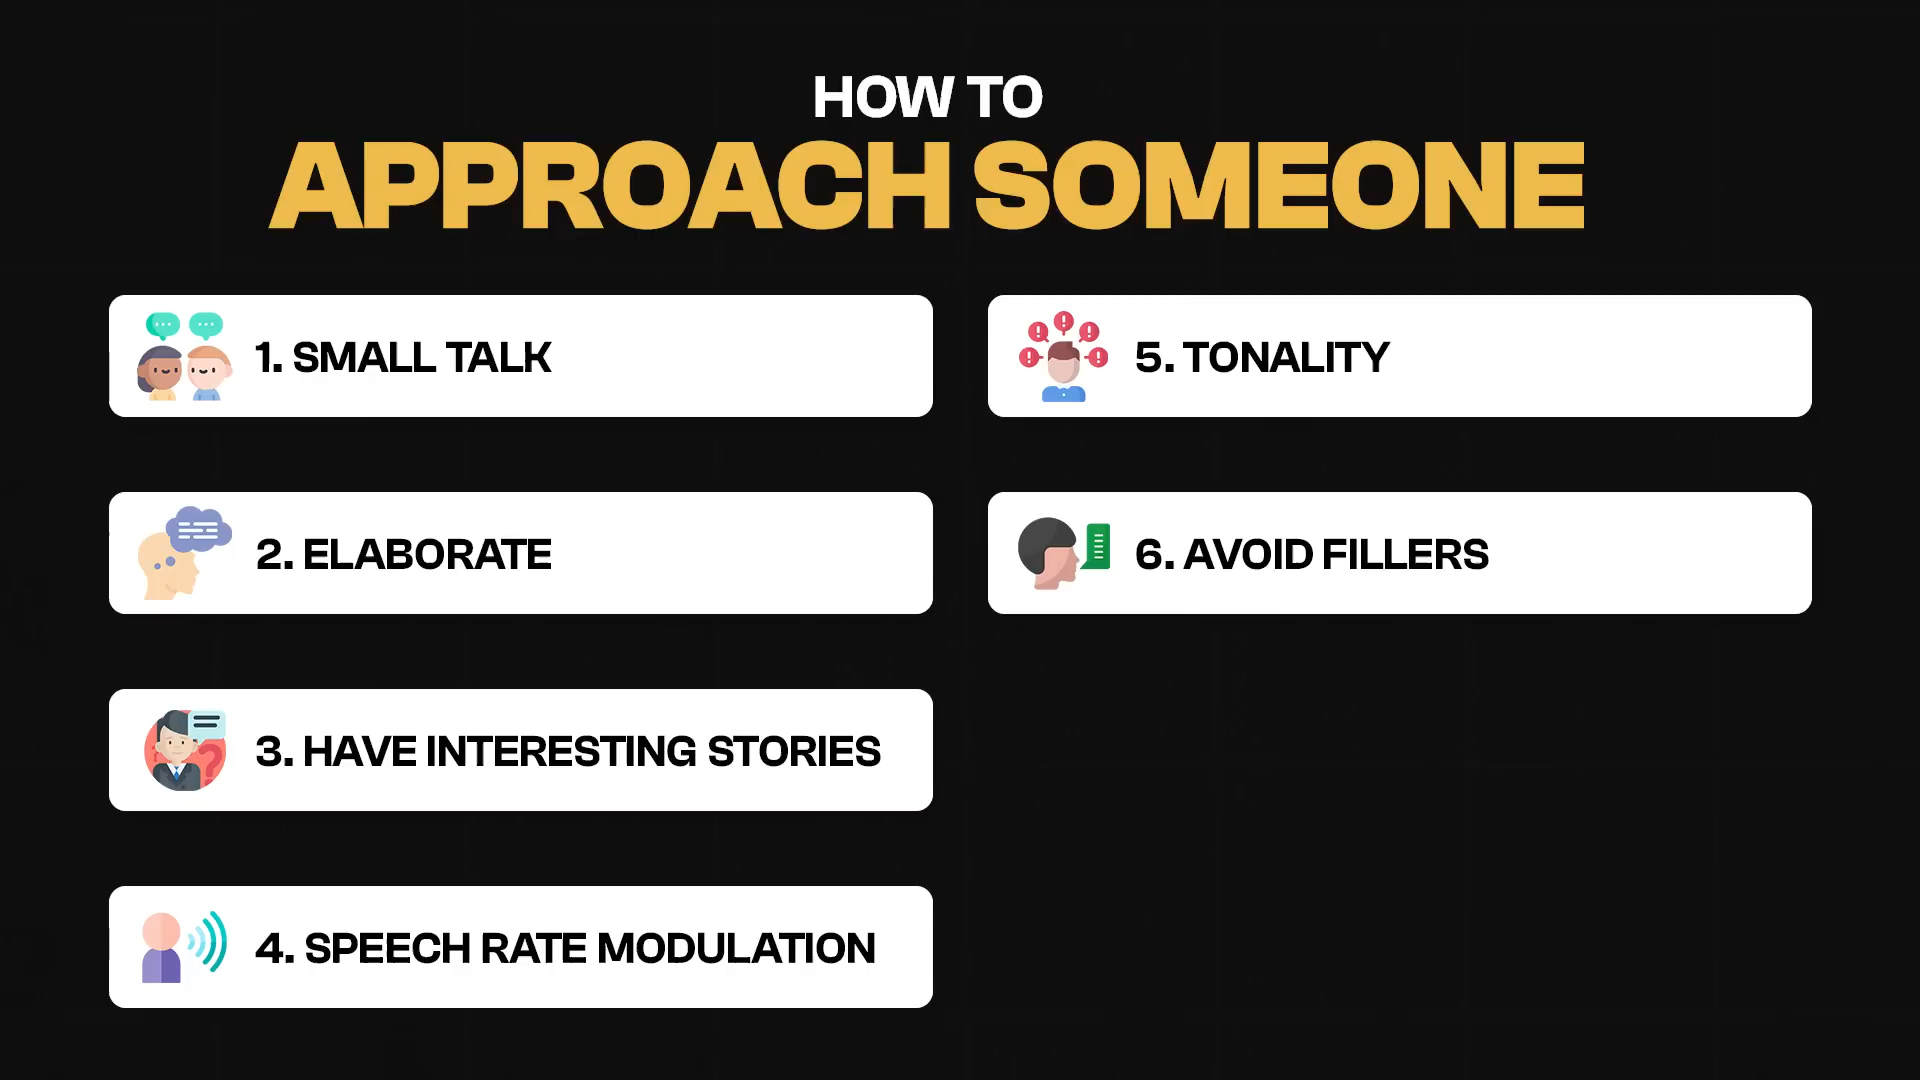 HOW TO
APPROACH SOMEONE
1. SMALL TALK
2. ELABORATE
3. HAVE INTERESTING STORIES
4. SPEECH RATE MODULATION
5. TONALITY
6. AVOID FILLERS